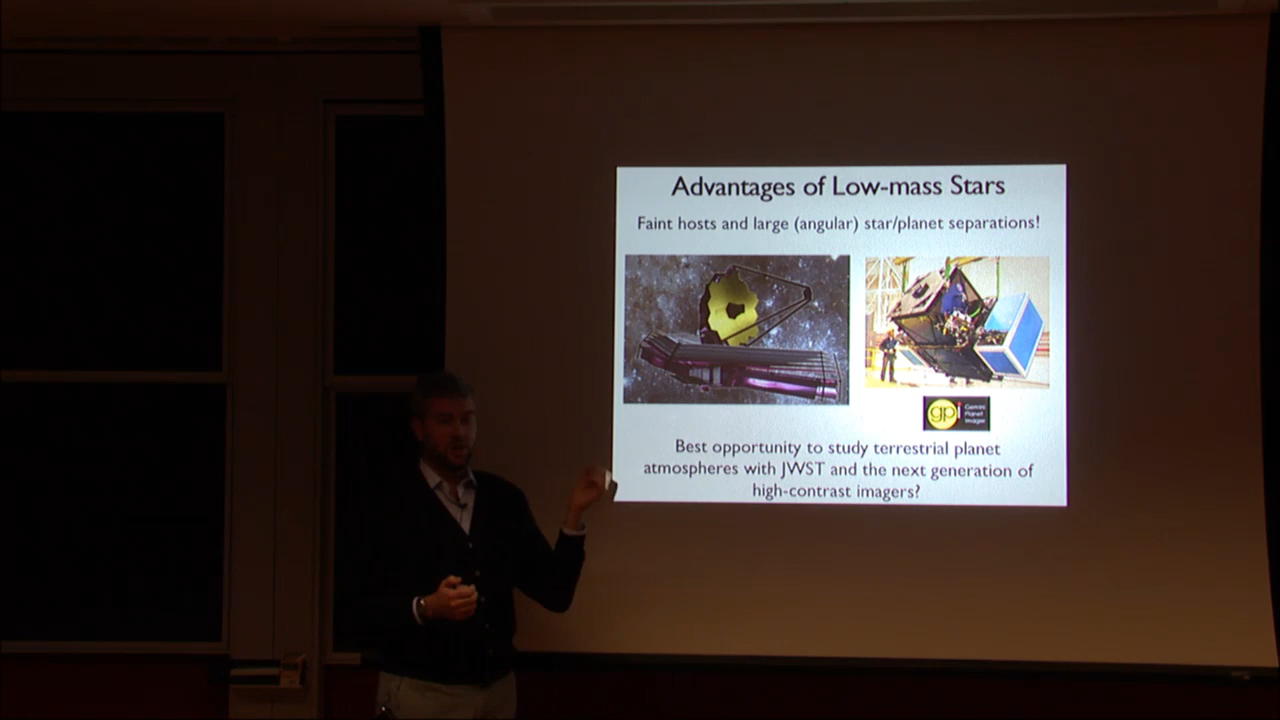 Advantages of Low-mass Stars
Faint hosts and large (angular) star/planet separations!
gpi
Gemini
Planet
Imager
Best opportunity to study terrestrial planet
atmospheres with JWST and the next generation of
high-contrast imagers?